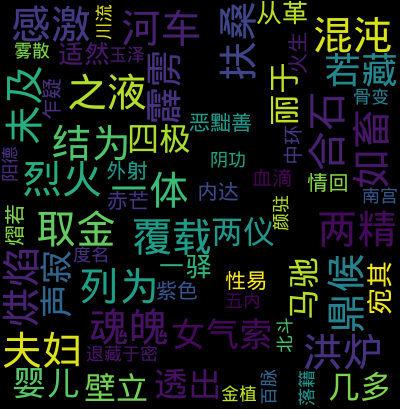 感激
川流
河车
扶桑
从革
混沌
雾散
适然
玉泽
霹雳
火生
若藏
未及
乍疑
之液
丽于
骨变
恶黜善
合石
如畜
结为
四极
中环
阳德
烈火
外射
阴功
一体
赤芒
内达
血滴
情回
南宫
熠若
取金
覆载
两仪
颜驻
两精
度名
一驿
烘焰
声寂
列为
紫色
性易
五内
马驰
鼎候
宛其
魂魄
女气索
北斗
夫妇
退藏于密
洪炉
婴儿
壁立
透出
金植
百脉
落籍
几多